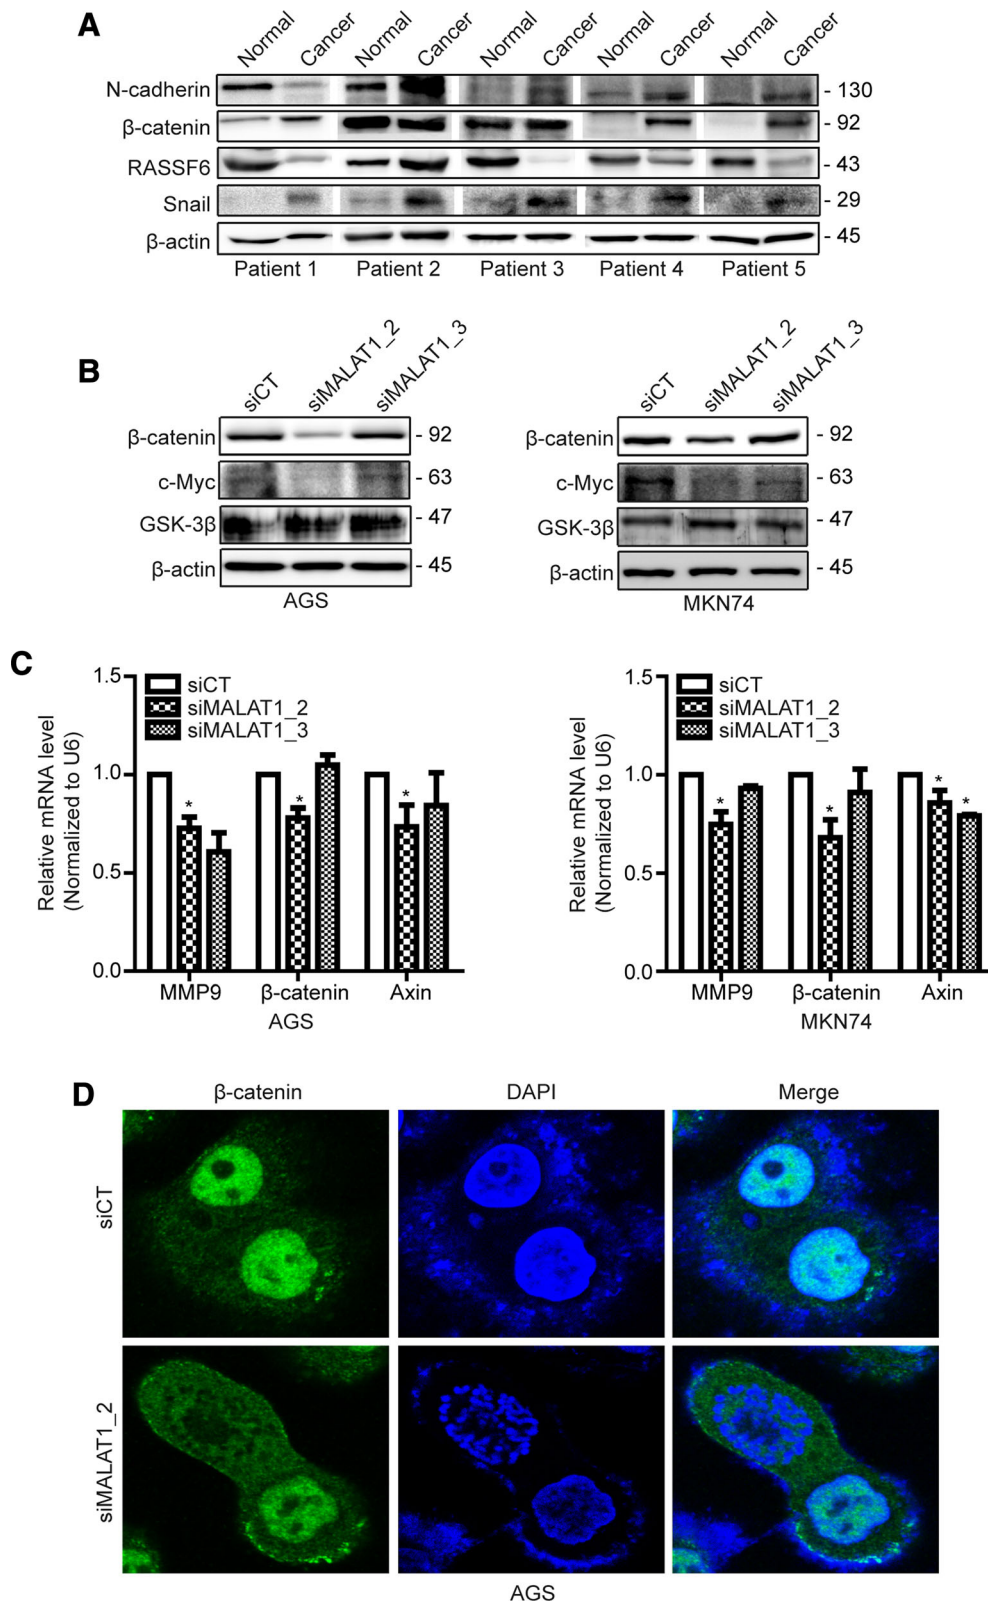 A
Normal Cancer Normal Cancer Normal Cancer Normal Cancer Normal Cancer
N-cadherin - 130
β-catenin - 92
RASSF6 - 43
Snail - 29
β-actin - 45
Patient 1 Patient 2 Patient 3 Patient 4 Patient 5
B
siCT siMALAT1_2 siMALAT1_3
β-catenin - 92
c-Myc - 63
GSK-3β - 47
β-actin - 45
AGS
siCT siMALAT1_2 siMALAT1_3
β-catenin - 92
c-Myc - 63
GSK-3β - 47
β-actin - 45
MKN74
C
Relative mRNA level
(Normalized to U6)
1.5
1.0
0.5
0.0
siCT
siMALAT1_2
siMALAT1_3
* * *
MMP9 β-catenin Axin
AGS
Relative mRNA level
(Normalized to U6)
1.5
1.0
0.5
0.0
siCT
siMALAT1_2
siMALAT1_3
* * * *
MMP9 β-catenin Axin
MKN74
D
β-catenin DAPI Merge
siCT
siMALAT1_2
AGS